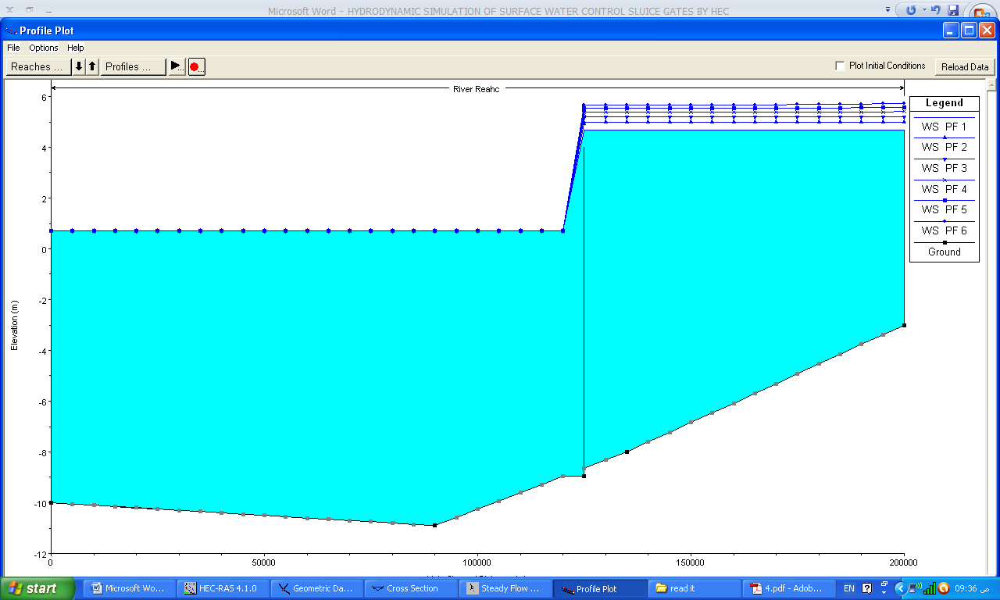 Microsoft Word - HYDRODYNAMIC SIMULATION OF SURFACE WATER CONTROL SLUICE GATES BY HEC
Profile Plot
File Options Help
Reaches ... Profiles ... Plot Initial Conditions Reload Data
River Reahc
Legend
WS PF 1
WS PF 2
WS PF 3
WS PF 4
WS PF 5
WS PF 6
Ground
Elevation (m)
6
4
2
0
-2
-4
-6
-8
-10
-12
0 50000 100000 150000 200000
start Microsoft Wo... HEC-RAS 4.1.0 Geometric Da... Cross Section Steady Flow ... Profile Plot read it 4.pdf - Adob... EN 09:36 ص